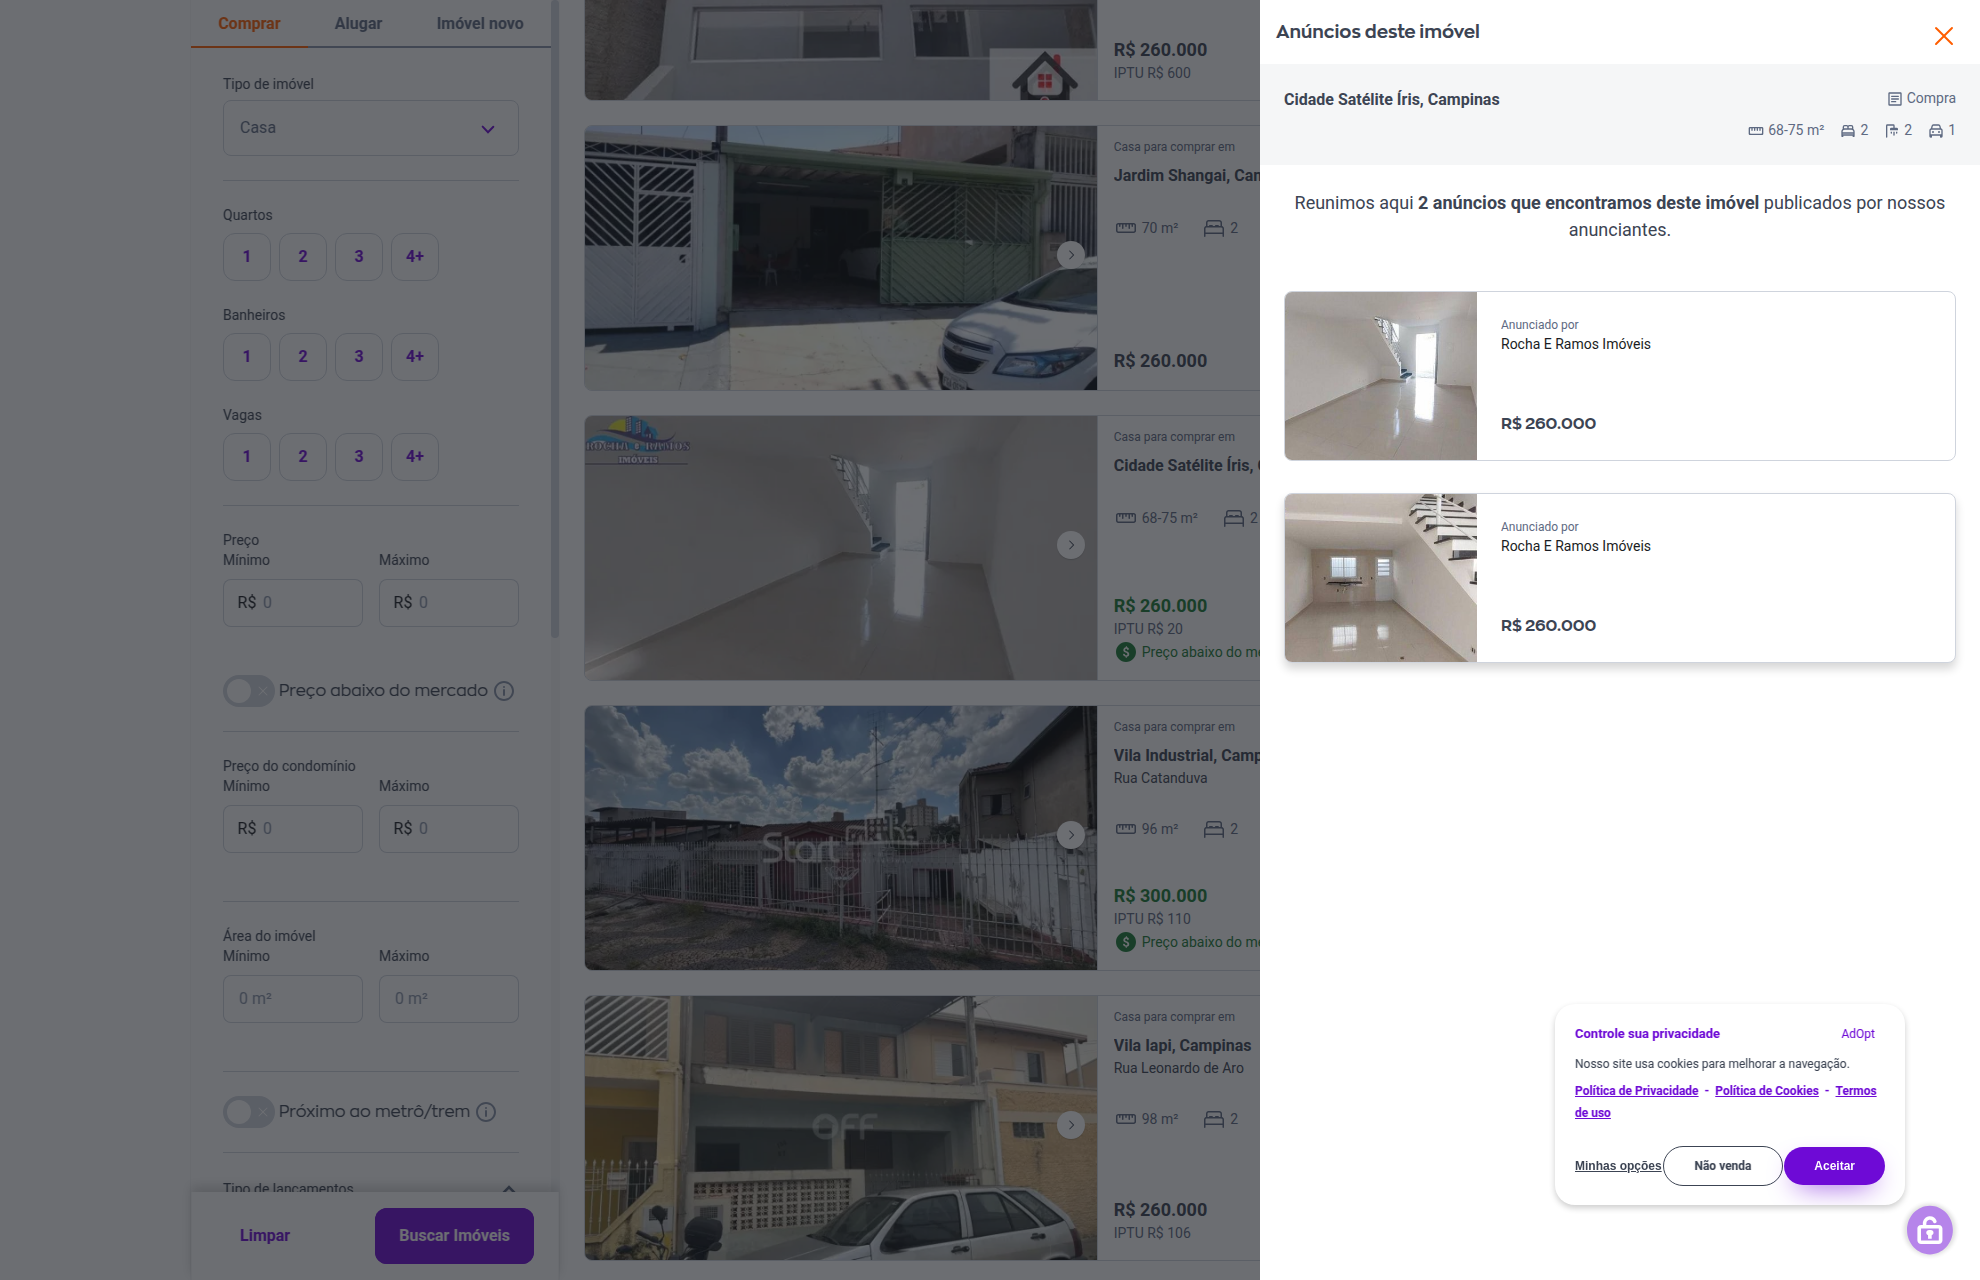 Comprar
Alugar
Imóvel novo
Tipo de imóvel
Casa
Quartos
1
2
3
4+
Banheiros
1
2
3
4+
Vagas
1
2
3
4+
Preço
Mínimo
Máximo
R$ 0
R$ 0
Preço abaixo do mercado
Preço do condomínio
Mínimo
Máximo
R$ 0
R$ 0
Área do imóvel
Mínimo
Máximo
0 m²
0 m²
Próximo ao metrô/trem
Tipo de lançamentos
Limpar
Buscar Imóveis
R$ 260.000
IPTU R$ 600
Casa para comprar em
Jardim Shangai,
70 m²
2
R$ 260.000
ROCHA E RAMOS
IMÓVEIS
Casa para comprar em
Cidade Satélite Íris,
68-75 m²
2
R$ 260.000
IPTU R$ 20
Preço abaixo do
Start
Casa para comprar em
Vila Industrial,
Rua Catanduva
96 m²
2
R$ 300.000
IPTU R$ 110
Preço abaixo do
OFF
Casa para comprar em
Vila Iapi, Campinas
Rua Leonardo de Aro
98 m²
2
R$ 260.000
IPTU R$ 106
Anúncios deste imóvel
Cidade Satélite Íris, Campinas
Compra
68-75 m²
2
2
1
Reunimos aqui 2 anúncios que encontramos deste imóvel publicados por nossos
anunciantes.
Anunciado por
Rocha E Ramos Imóveis
R$ 260.000
Anunciado por
Rocha E Ramos Imóveis
R$ 260.000
Controle sua privacidade
AdOpt
Nosso site usa cookies para melhorar a navegação.
Política de Privacidade - Política de Cookies - Termos
de uso
Minhas opções
Não venda
Aceitar